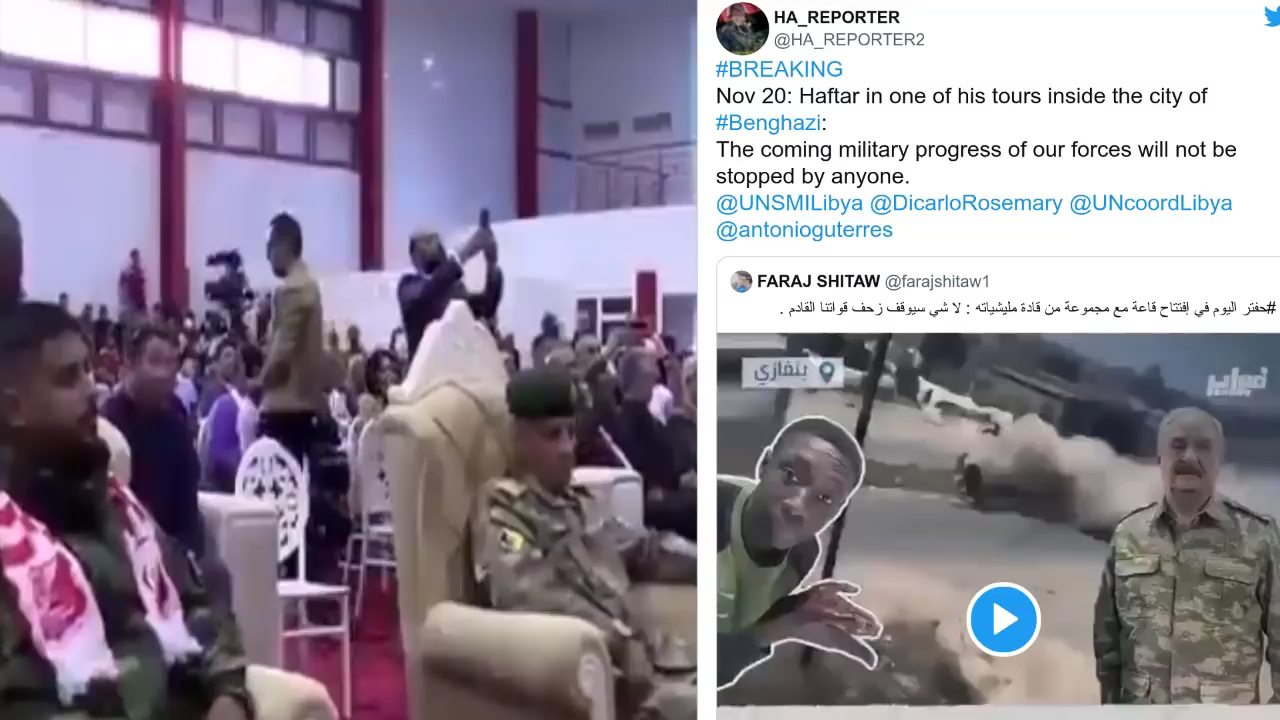 HA_REPORTER
@HA_REPORTER2
#BREAKING
Nov 20: Haftar in one of his tours inside the city of
#Benghazi:
The coming military progress of our forces will not be
stopped by anyone.
@UNSMILibya @DicarloRosemary @UNcoordLibya
@antonioguterres
FARAJ SHITAW @farajshitaw1
#حفتر اليوم في إفتتاح قاعة مع مجموعة من قادة مليشياته : لا شي سيوقف زحف قواتنا القادم .
بنغازي
فبراير